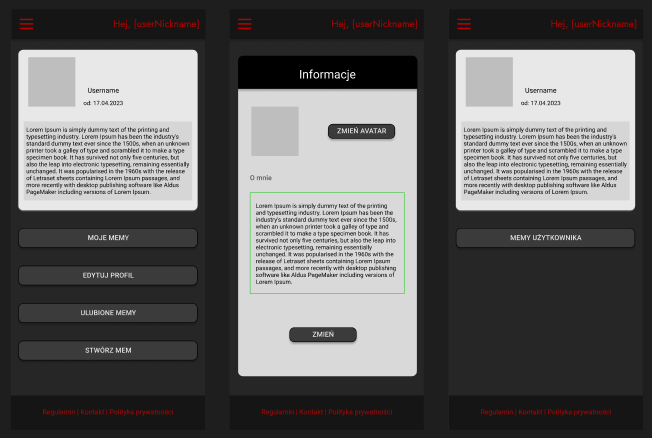 Hej, {userNickname}
Username
od: 17.04.2023
Lorem Ipsum is simply dummy text of the printing and
typesetting industry. Lorem Ipsum has been the industry's
standard dummy text ever since the 1500s, when an unknown
printer took a galley of type and scrambled it to make a type
specimen book. It has survived not only five centuries, but
also the leap into electronic typesetting, remaining essentially
unchanged. It was popularised in the 1960s with the release
of Letraset sheets containing Lorem Ipsum passages, and
more recently with desktop publishing software like Aldus
PageMaker including versions of Lorem Ipsum.
MOJE MEMY
EDYTUJ PROFIL
ULUBIONE MEMY
STWÓRZ MEM
Regulamin | Kontakt | Polityka prywatności
Hej, {userNickname}
Informacje
ZMIEŃ AVATAR
O mnie
Lorem Ipsum is simply dummy text of the printing
and typesetting industry. Lorem Ipsum has been the
industry's standard dummy text ever since the 1500s,
when an unknown printer took a galley of type and
scrambled it to make a type specimen book. It has
survived not only five centuries, but also the leap into
electronic typesetting, remaining essentially
unchanged. It was popularised in the 1960s with the
release of Letraset sheets containing Lorem Ipsum
passages, and more recently with desktop publishing
software like Aldus PageMaker including versions of
Lorem Ipsum.
ZMIEŃ
Regulamin | Kontakt | Polityka prywatności
Hej, {userNickname}
Username
od: 17.04.2023
Lorem Ipsum is simply dummy text of the printing and
typesetting industry. Lorem Ipsum has been the industry's
standard dummy text ever since the 1500s, when an unknown
printer took a galley of type and scrambled it to make a type
specimen book. It has survived not only five centuries, but
also the leap into electronic typesetting, remaining essentially
unchanged. It was popularised in the 1960s with the release
of Letraset sheets containing Lorem Ipsum passages, and
more recently with desktop publishing software like Aldus
PageMaker including versions of Lorem Ipsum.
MEMY UŻYTKOWNIKA
Regulamin | Kontakt | Polityka prywatności